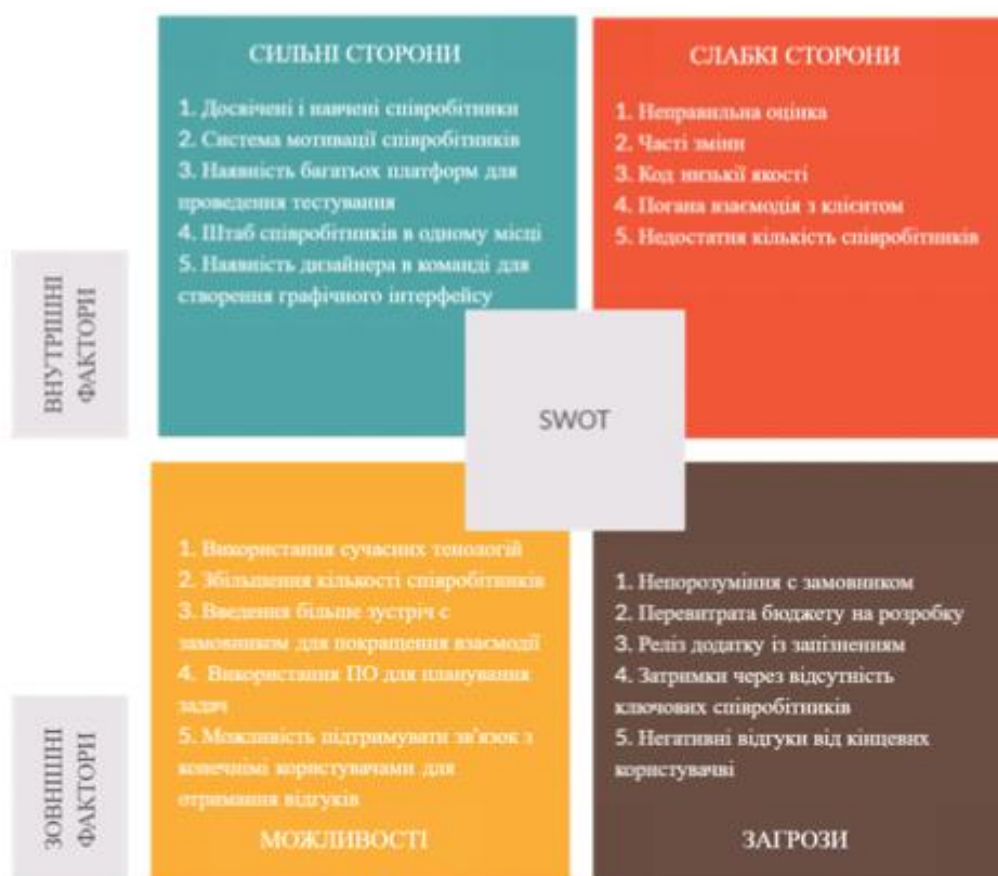 СИЛЬНІ СТОРОНИ
1. Досвічені і навчені співробітники
2. Система мотивації співробітників
3. Наявність багатьох платформ для
проведення тестування
4. Штаб співробітників в одному місці
5. Наявність дизайнера в команді для
створення графічного інтерфейсу
СЛАБКІ СТОРОНИ
1. Неправильна оцінка
2. Часті зміни
3. Код низької якості
4. Погана взаємодія з клієнтом
5. Недостатня кількість співробітників
ВНУТРІШНІ
ФАКТОРИ
SWOT
1. Використання сучасних тенологій
2. Збільшення кількості співробітників
3. Введення більше зустріч с
замовником для покращення взаємодії
4. Використання ПО для планування
задач
5. Можливість підтримувати зв'язок з
конечнімі користувачами для
отримання відгуків
МОЖЛИВОСТІ
1. Непорозуміння с замовником
2. Перевитрата бюджету на розробку
3. Реліз додатку із запізненням
4. Затримки через відсутність
ключових співробітників
5. Негативні відгуки від кінцевих
користувачві
ЗАГРОЗИ
ЗОВНІШНІ
ФАКТОРИ